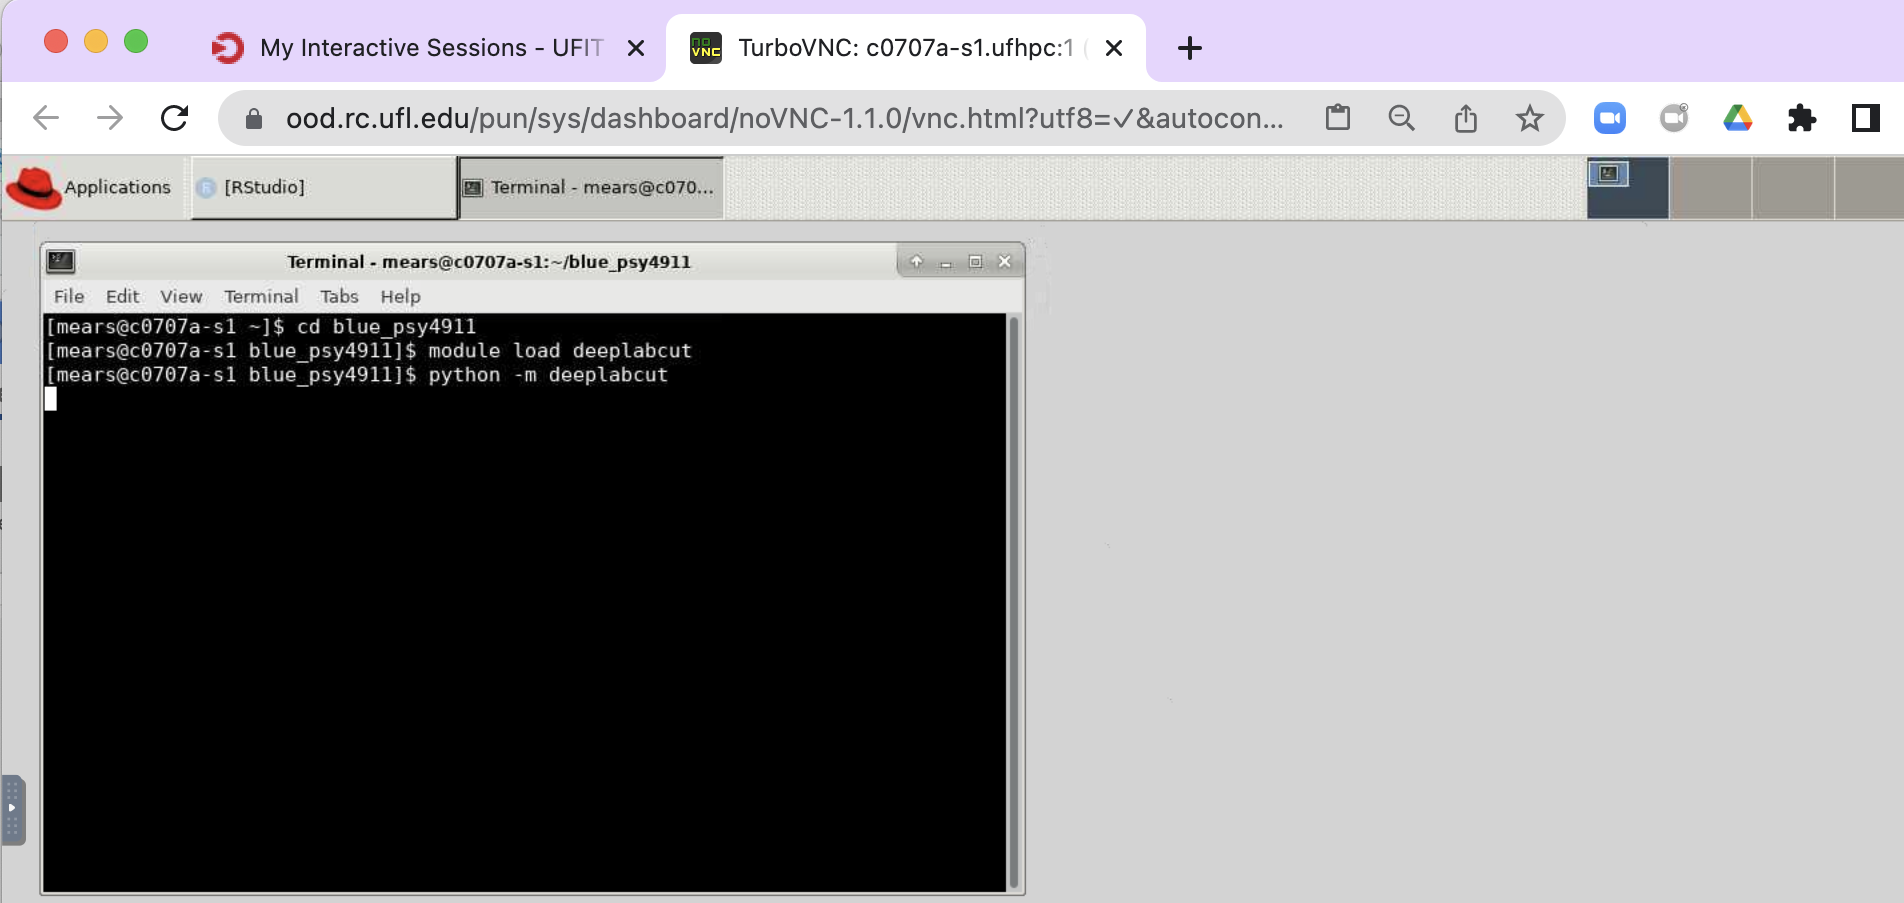 My Interactive Sessions - UFIT
TurboVNC: c0707a-s1.ufhpc:1 (
ood.rc.ufl.edu/pun/sys/dashboard/noVNC-1.1.0/vnc.html?utf8=✓&autocon...
Applications
[RStudio]
Terminal - mears@c070...
Terminal - mears@c0707a-s1:~/blue_psy4911
File Edit View Terminal Tabs Help
[mears@c0707a-s1 ~]$ cd blue_psy4911
[mears@c0707a-s1 blue_psy4911]$ module load deeplabcut
[mears@c0707a-s1 blue_psy4911]$ python -m deeplabcut